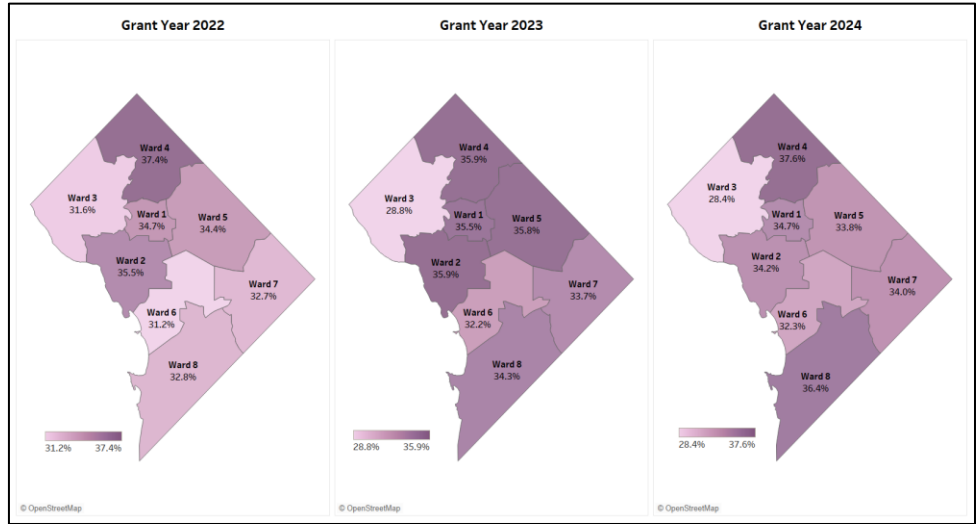 Grant Year 2022
Ward 4
37.4%
Ward 3
31.6%
Ward 1
34.7%
Ward 5
34.4%
Ward 2
35.5%
Ward 7
32.7%
Ward 6
31.2%
Ward 8
32.8%
31.2% 37.4%
© OpenStreetMap
Grant Year 2023
Ward 4
35.9%
Ward 3
28.8%
Ward 1
35.5%
Ward 5
35.8%
Ward 2
35.9%
Ward 7
33.7%
Ward 6
32.2%
Ward 8
34.3%
28.8% 35.9%
© OpenStreetMap
Grant Year 2024
Ward 4
37.6%
Ward 3
28.4%
Ward 1
34.7%
Ward 5
33.8%
Ward 2
34.2%
Ward 7
34.0%
Ward 6
32.3%
Ward 8
36.4%
28.4% 37.6%
© OpenStreetMap